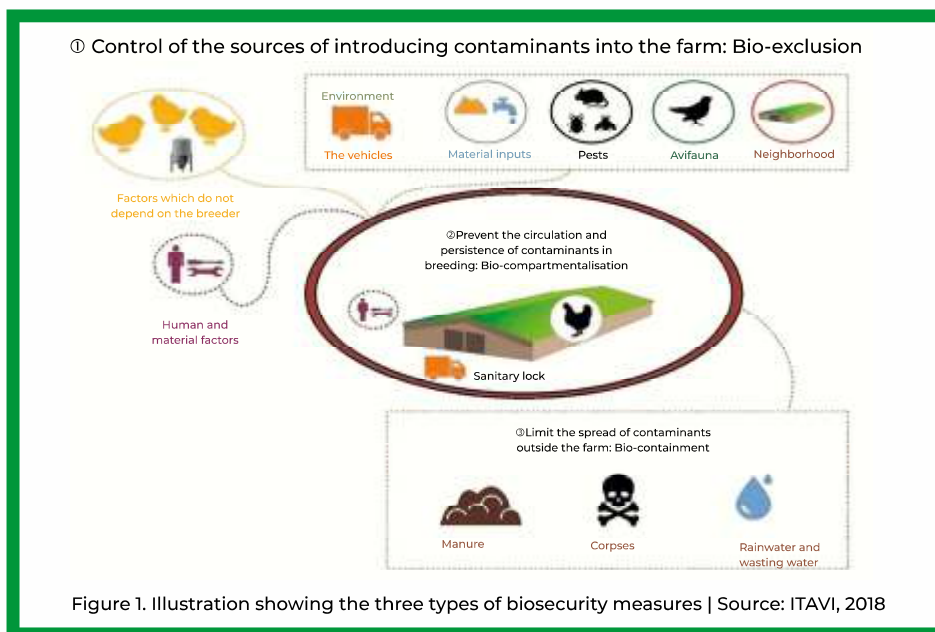 ① Control of the sources of introducing contaminants into the farm: Bio-exclusion
Environment
The vehicles
Material inputs
Pests
Avifauna
Neighborhood
Factors which do not
depend on the breeder
Human and
material factors
②Prevent the circulation and
persistence of contaminants in
breeding: Bio-compartmentalisation
Sanitary lock
③Limit the spread of contaminants
outside the farm: Bio-containment
Manure
Corpses
Rainwater and
wasting water
Figure 1. Illustration showing the three types of biosecurity measures | Source: ITAVI, 2018